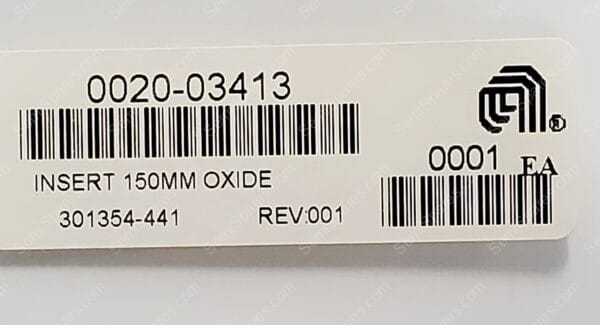 0020-03413
0001 EA
INSERT 150MM OXIDE
301354-441 REV:001